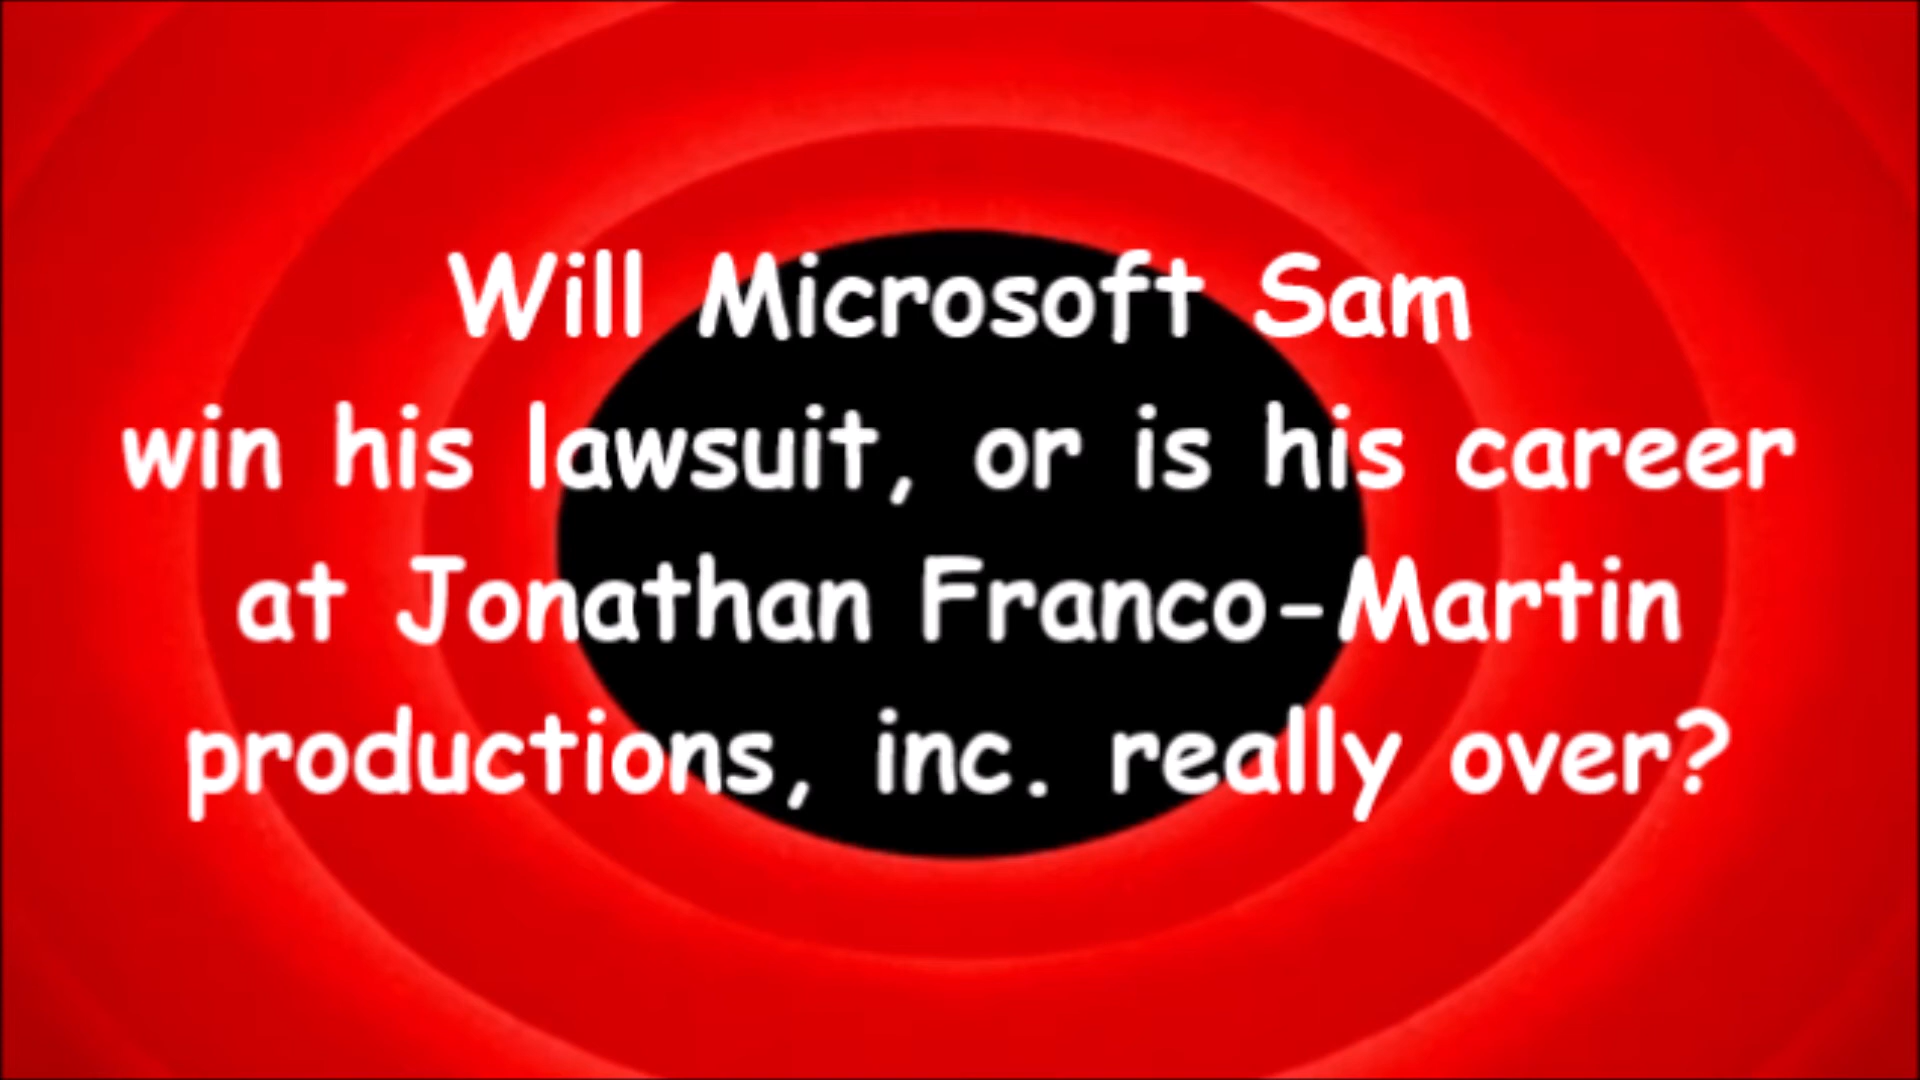 Will Microsoft Sam
win his lawsuit, or is his career
at Jonathan Franco-Martin
productions, inc. really over?